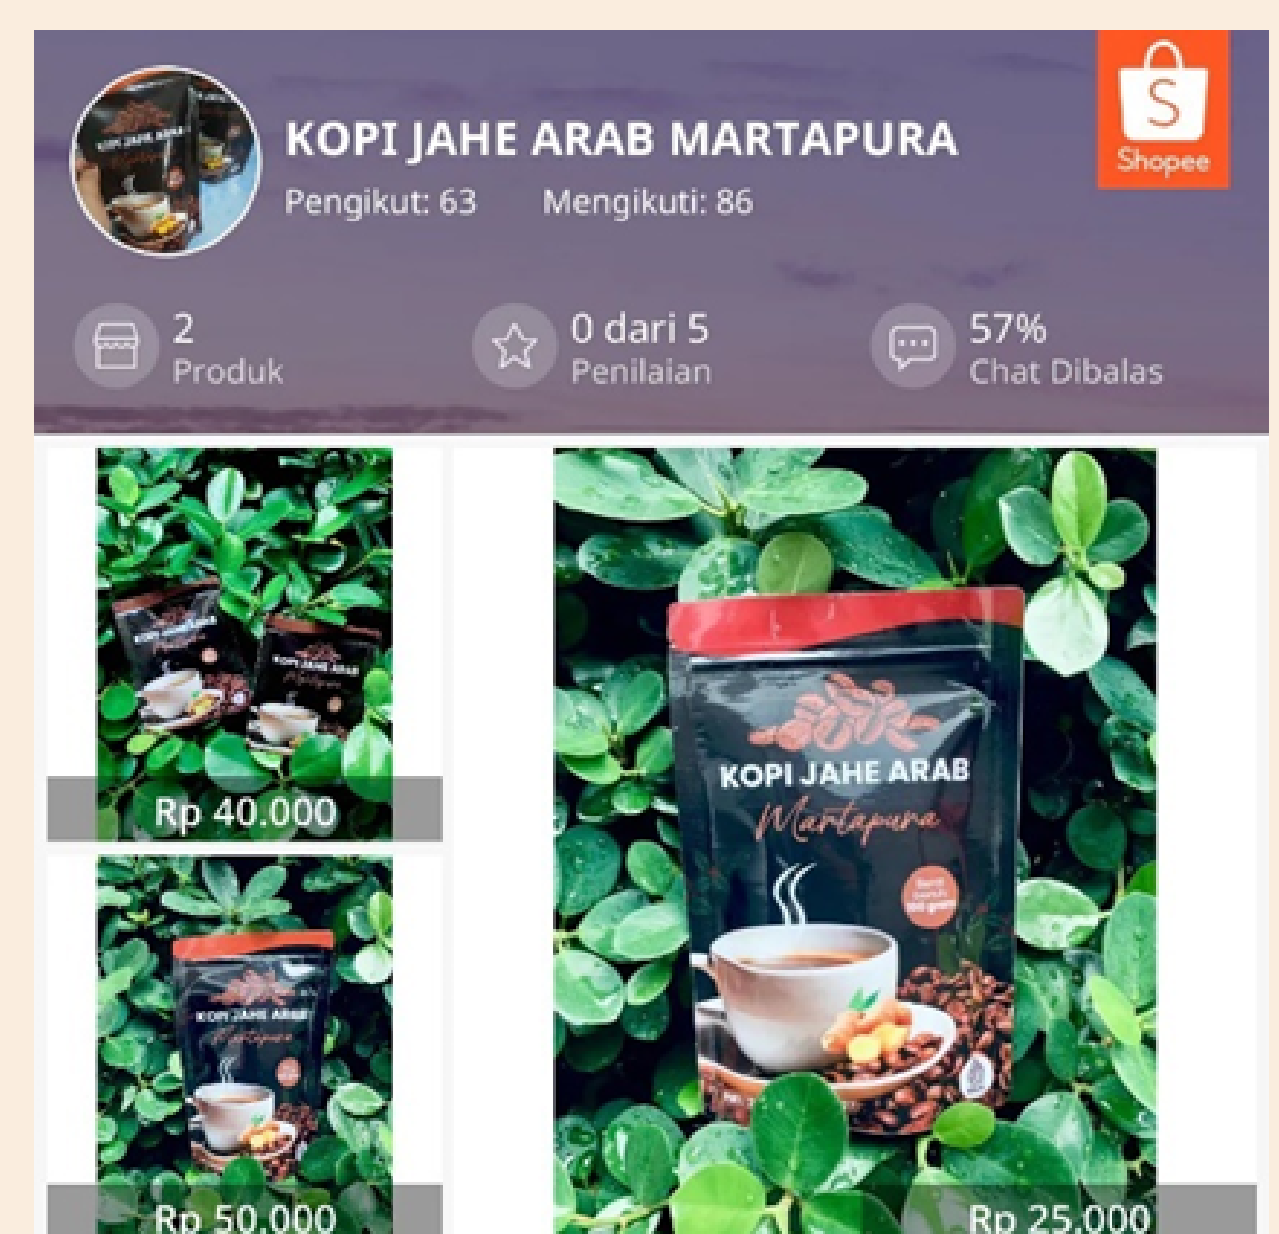 KOPI JAHE ARAB MARTAPURA
Pengikut: 63 Mengikuti: 86
Shopee
2
Produk
0 dari 5
Penilaian
57%
Chat Dibalas
KOPI JAHE ARAB
Martapura
Rp 40.000
KOPI JAHE ARAB
Martapura
Rp 50.000
KOPI JAHE ARAB
Martapura
Rp 25.000